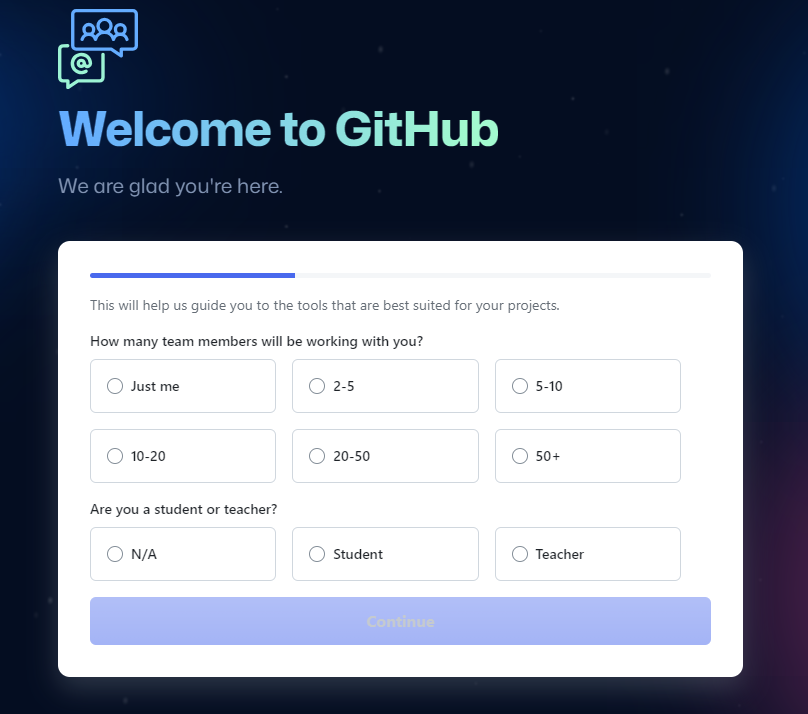 @
Welcome to GitHub
We are glad you're here.
This will help us guide you to the tools that are best suited for your projects.
How many team members will be working with you?
Just me
2-5
5-10
10-20
20-50
50+
Are you a student or teacher?
N/A
Student
Teacher
Continue